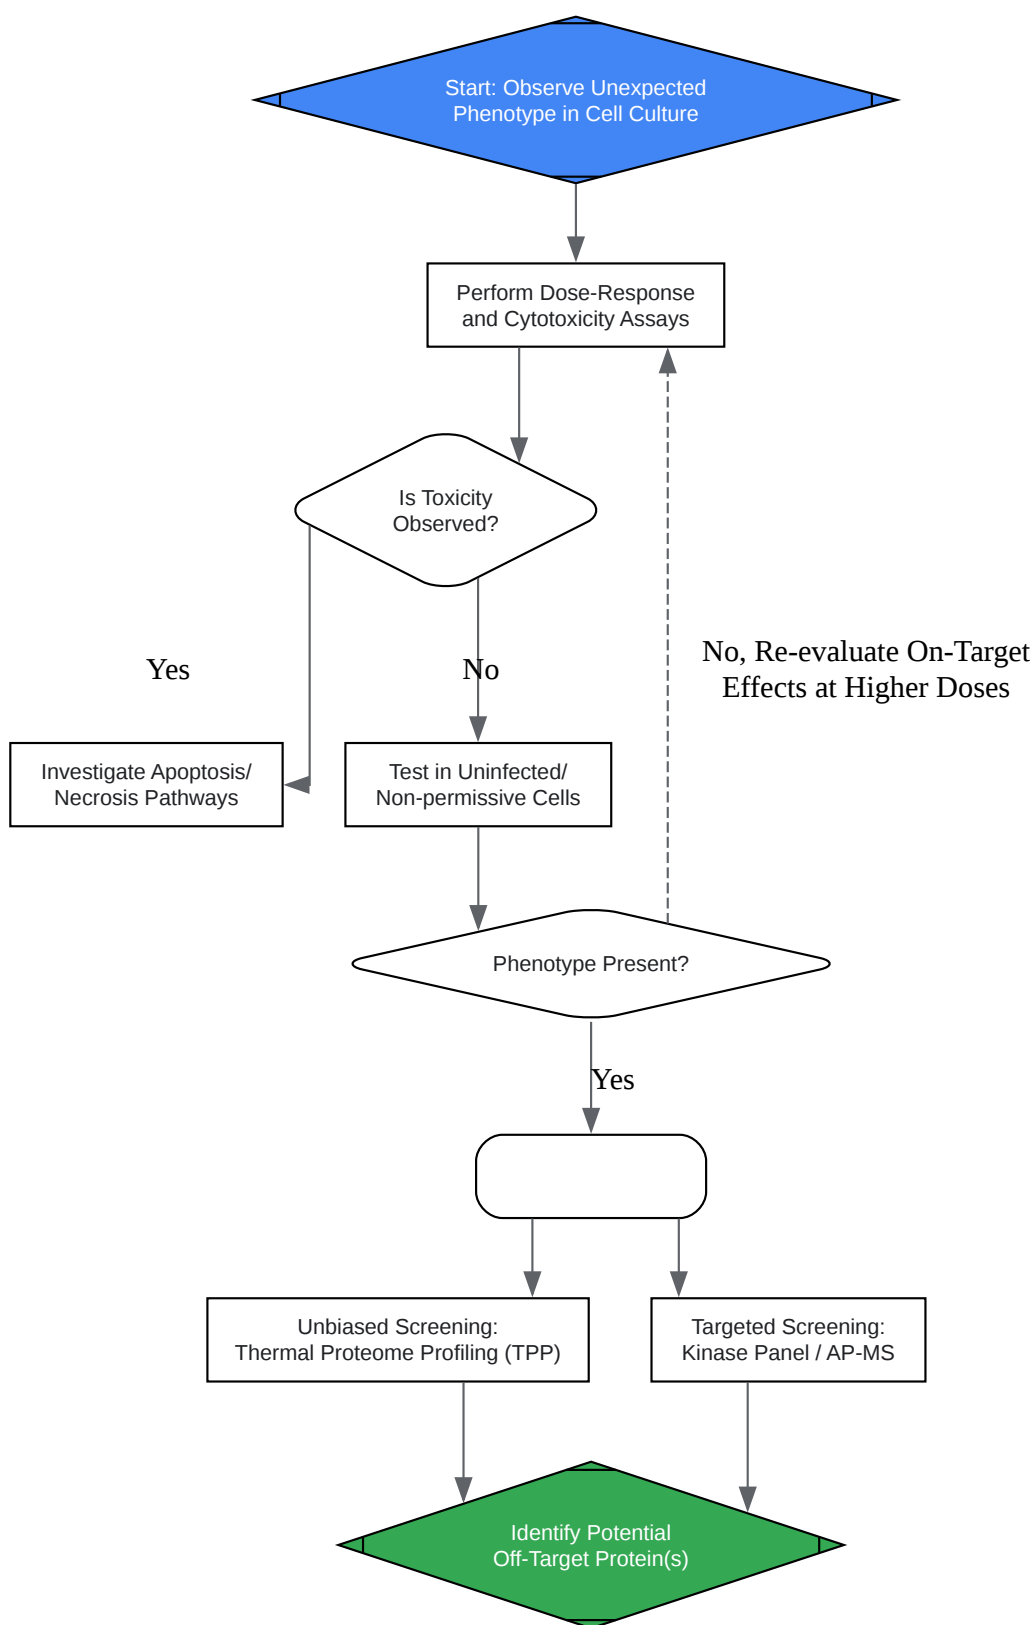 Start: Observe Unexpected
Phenotype in Cell Culture
Perform Dose-Response
and Cytotoxicity Assays
Is Toxicity
Observed?
Yes
No
No, Re-evaluate On-Target
Effects at Higher Doses
Investigate Apoptosis/
Necrosis Pathways
Test in Uninfected/
Non-permissive Cells
Phenotype Present?
Yes
Unbiased Screening:
Thermal Proteome Profiling (TPP)
Targeted Screening:
Kinase Panel / AP-MS
Identify Potential
Off-Target Protein(s)